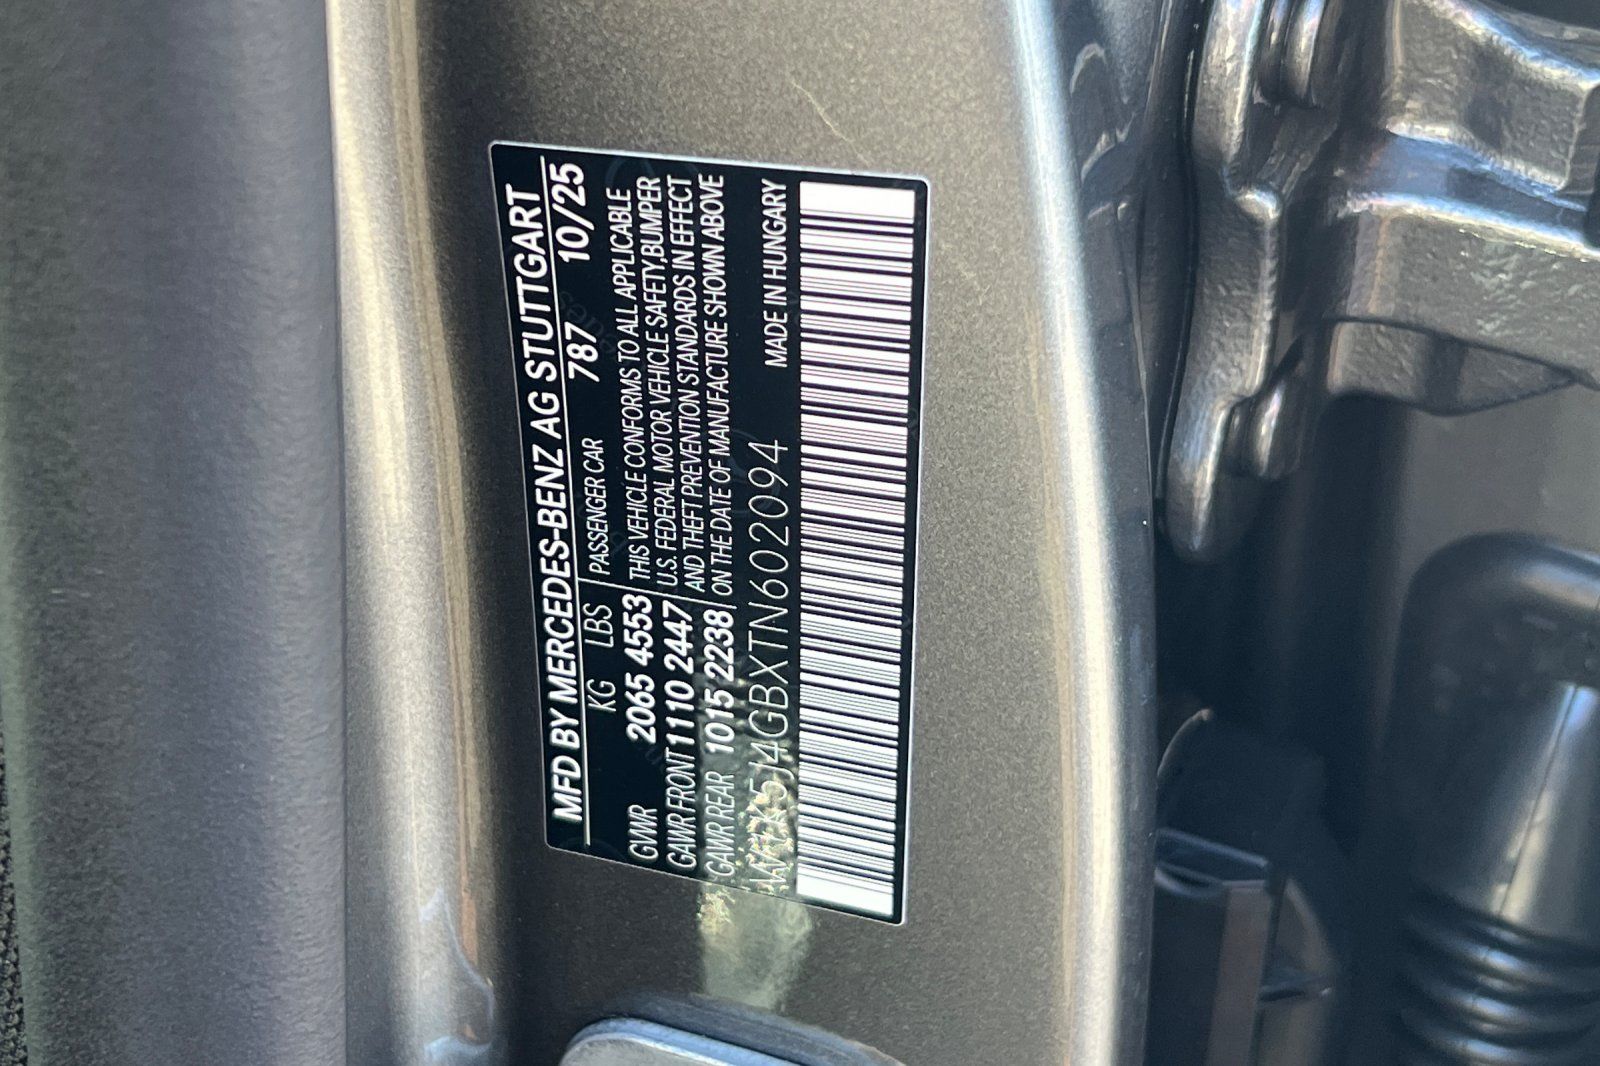 MFD BY MERCEDES-BENZ AG STUTTGART
KG LBS PASSENGER CAR 787 10/25
GVWR 2065 4553 THIS VEHICLE CONFORMS TO ALL APPLICABLE
GAWR FRONT 1110 2447 U.S. FEDERAL MOTOR VEHICLE SAFETY,BUMPER
GAWR REAR 1015 2238 AND THEFT PREVENTION STANDARDS IN EFFECT
ON THE DATE OF MANUFACTURE SHOWN ABOVE
W1K5J4GBXTN602094 MADE IN HUNGARY